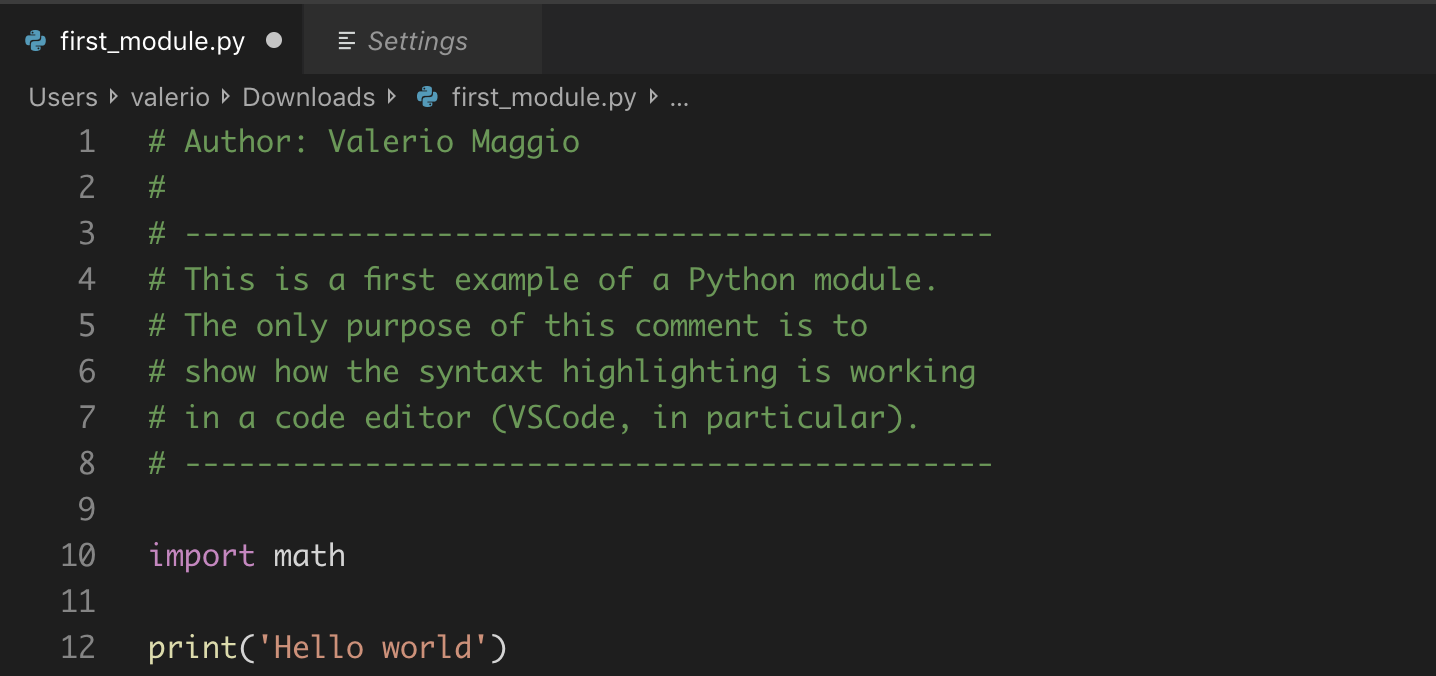 first_module.py Settings
Users valerio Downloads first_module.py ...
1 # Author: Valerio Maggio
2 #
3 # ---------------------------------------------
4 # This is a first example of a Python module.
5 # The only purpose of this comment is to
6 # show how the syntaxt highlighting is working
7 # in a code editor (VSCode, in particular).
8 # ---------------------------------------------
9
10 import math
11
12 print('Hello world')